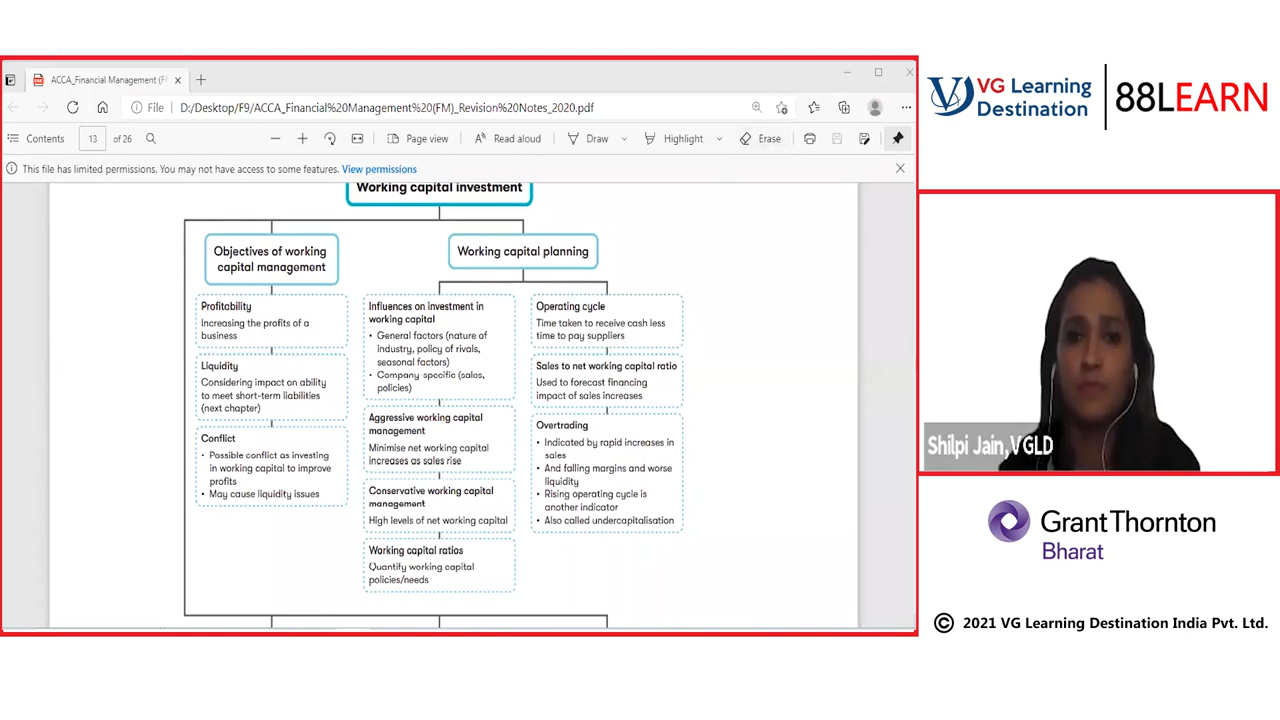 ACCA_Financial Management (F
File
D:/Desktop/F9/ACCA_Financial%20Management%20(FM)_Revision%20Notes_2020.pdf
Contents
13
of 26
Page view
Read aloud
Draw
Highlight
Erase
This file has limited permissions. You may not have access to some features. View permissions
Working capital investment
Objectives of working
capital management
Profitability
Increasing the profits of a
business
Liquidity
Considering impact on ability
to meet short-term liabilities
(next chapter)
Conflict
• Possible conflict as investing
in working capital to improve
profits
• May cause liquidity issues
Working capital planning
Influences on investment in
working capital
• General factors (nature of
industry, policy of rivals,
seasonal factors)
• Company-specific (sales,
policies)
Aggressive working capital
management
Minimise net working capital
increases as sales rise
Conservative working capital
management
High levels of net working capital
Working capital ratios
Quantify working capital
policies/needs
Operating cycle
Time taken to receive cash less
time to pay suppliers
Sales to net working capital ratio
Used to forecast financing
impact of sales increases
Overtrading
• Indicated by rapid increases in
sales
• And falling margins and worse
liquidity
• Rising operating cycle is
another indicator
• Also called undercapitalisation
VG Learning
Destination
88LEARN
Shilpi Jain, VGLD
Grant Thornton
Bharat
© 2021 VG Learning Destination India Pvt. Ltd.